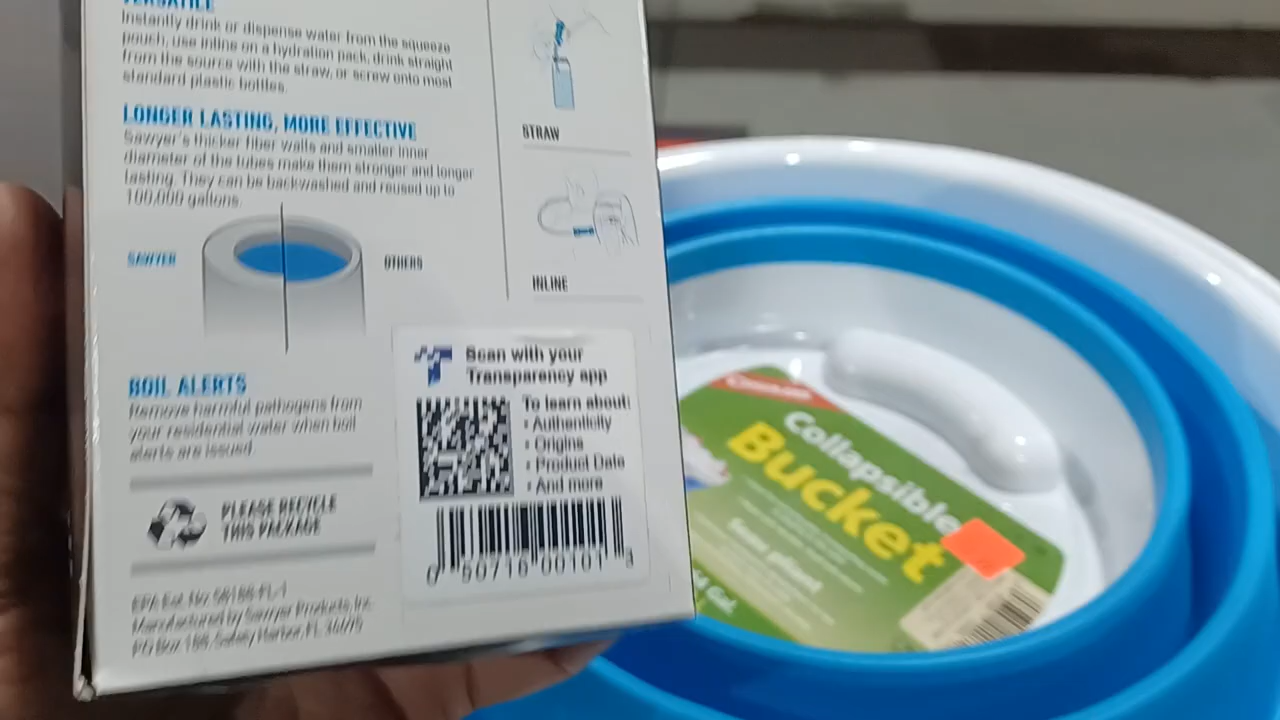 VERSATILE
Instantly drink or dispense water from the squeeze
pouch, use inline on a hydration pack, drink straight
from the source with the straw, or screw onto most
standard plastic bottles.
LONGER LASTING, MORE EFFECTIVE
Sawyer's thicker fiber walls and smaller inner
diameter of the tubes make them stronger and longer
lasting. They can be backwashed and reused up to
100,000 gallons.
SAWYER
OTHERS
BOIL ALERTS
Remove harmful pathogens from
your residential water when boil
alerts are issued
PLEASE RECYCLE
THIS PACKAGE
EPA Est. No 58188-FL-1
Manufactured by Sawyer Products, Inc.
PO Box 188, Safety Harbor, FL 34695
STRAW
INLINE
Scan with your
Transparency app
To learn about:
• Authenticity
• Origins
• Product Date
• And more
0 50716 00101 3
Collapsible
Bucket
Gal.